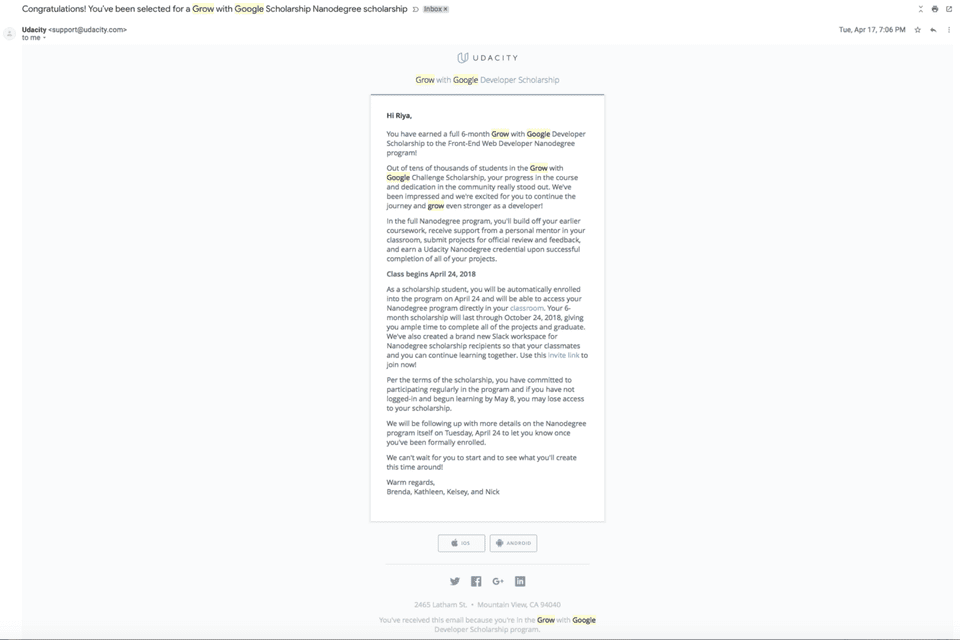 Congratulations! You've been selected for a Grow with Google Scholarship Nanodegree scholarship Inbox x
Udacity <support@udacity.com> Tue, Apr 17, 7:06 PM
to me
UDACITY
Grow with Google Developer Scholarship
Hi Riya,
You have earned a full 6-month Grow with Google Developer
Scholarship to the Front-End Web Developer Nanodegree
program!
Out of tens of thousands of students in the Grow with
Google Challenge Scholarship, your progress in the course
and dedication in the community really stood out. We've
been impressed and we're excited for you to continue the
journey and grow even stronger as a developer!
In the full Nanodegree program, you'll build off your earlier
coursework, receive support from a personal mentor in your
classroom, submit projects for official review and feedback,
and earn a Udacity Nanodegree credential upon successful
completion of all of your projects.
Class begins April 24, 2018
As a scholarship student, you will be automatically enrolled
into the program on April 24 and will be able to access your
Nanodegree program directly in your classroom. Your 6-
month scholarship will last through October 24, 2018, giving
you ample time to complete all of the projects and graduate.
We've also created a brand new Slack workspace for
Nanodegree scholarship recipients so that your classmates
and you can continue learning together. Use this invite link to
join now!
Per the terms of the scholarship, you have committed to
participating regularly in the program and if you have not
logged-in and begun learning by May 8, you may lose access
to your scholarship.
We will be following up with more details on the Nanodegree
program itself on Tuesday, April 24 to let you know once
you've been formally enrolled.
We can't wait for you to start and to see what you'll create
this time around!
Warm regards,
Brenda, Kathleen, Kelsey, and Nick
IOS ANDROID
2465 Latham St. • Mountain View, CA 94040
You've received this email because you're in the Grow with Google
Developer Scholarship program.